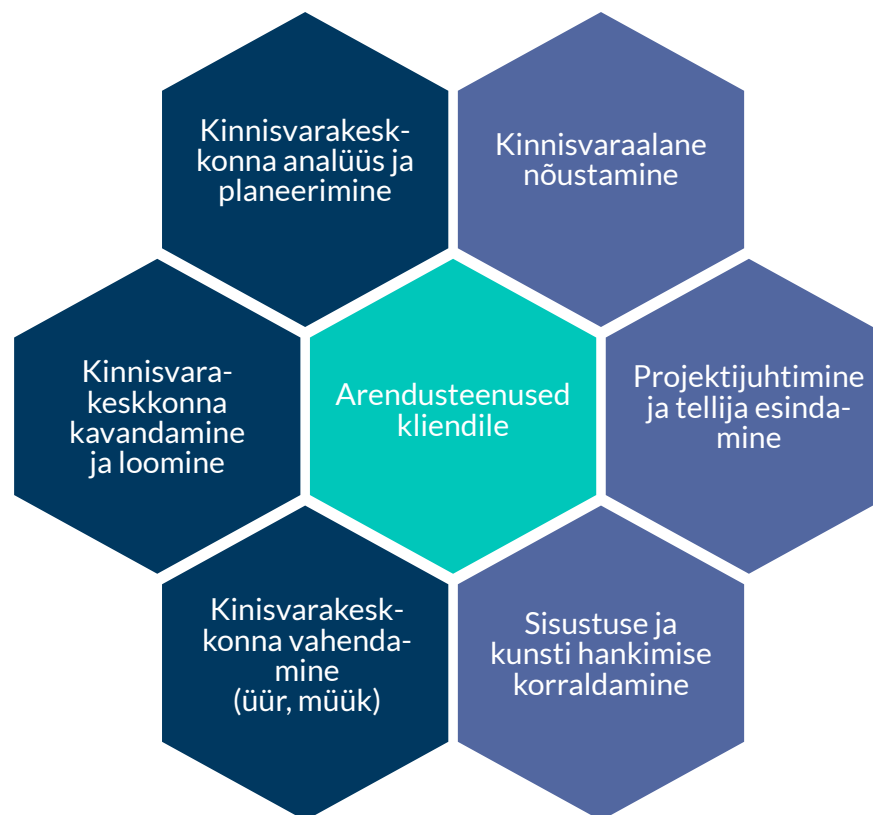 Kinnisvarakesk-
konna analüüs ja
planeerimine
Kinnisvaraalane
nõustamine
Kinnisvara-
keskkonna
kavandamine
ja loomine
Arendusteenused
kliendile
Projektijuhtimine
ja tellija esinda-
mine
Kinisvarakesk-
konna vahenda-
mine
(üür, müük)
Sisustuse ja
kunsti hankimise
korraldamine